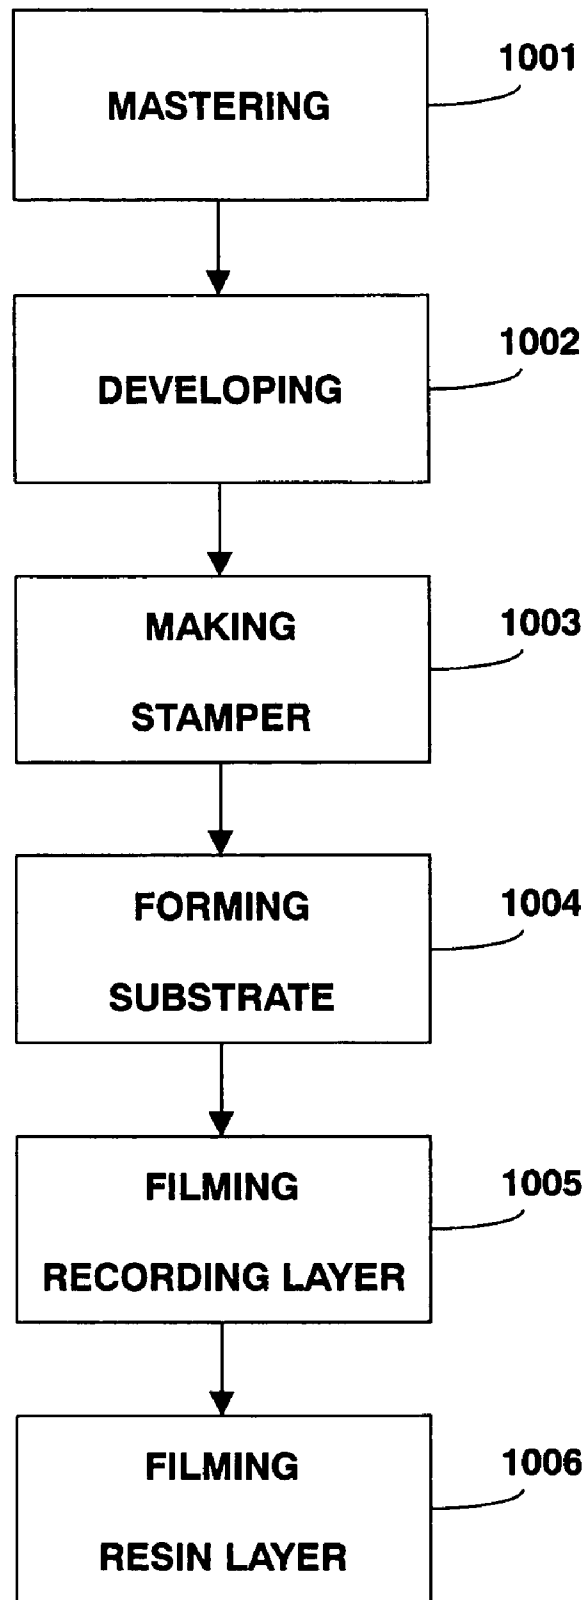 MASTERING
1001
DEVELOPING
1002
MAKING
STAMPER
1003
FORMING
SUBSTRATE
1004
FILMING
RECORDING LAYER
1005
FILMING
RESIN LAYER
1006